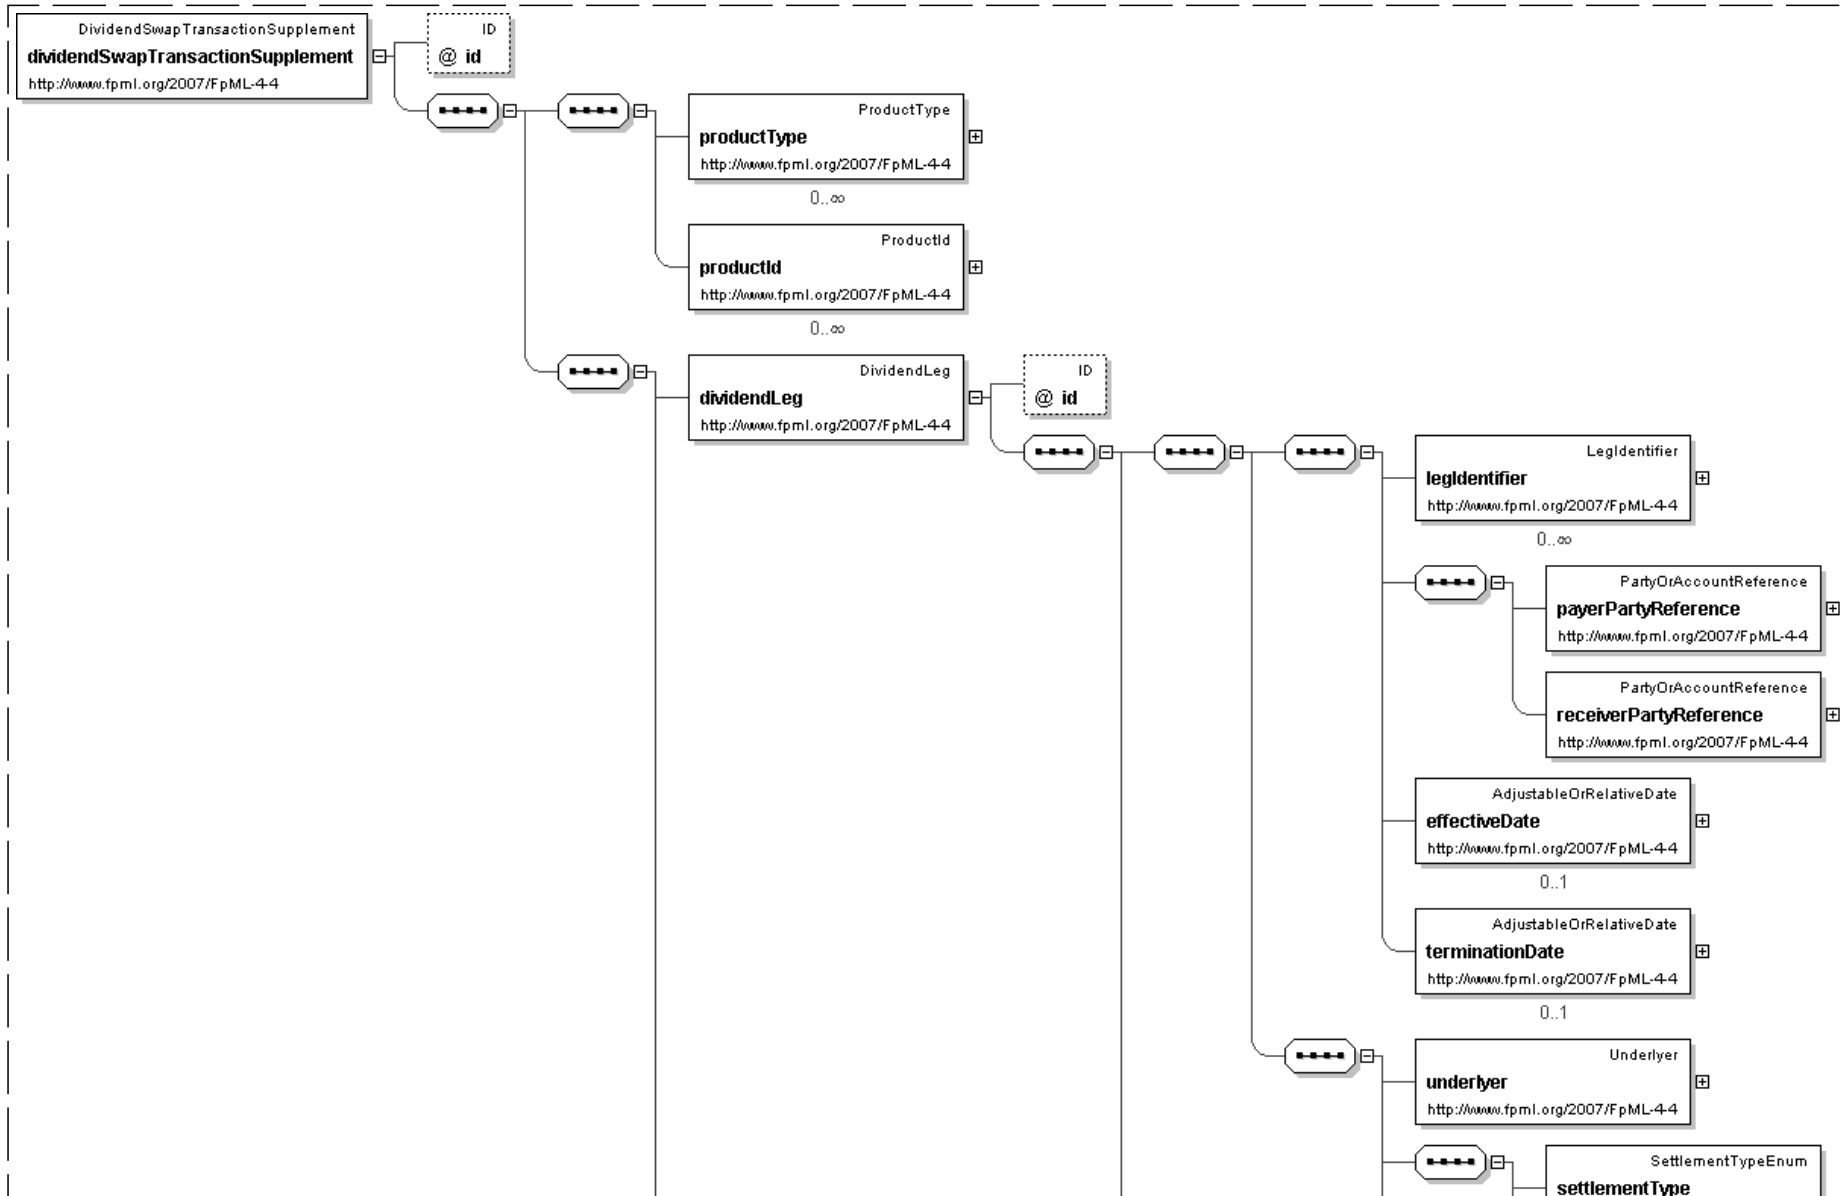 DividendSwapTransactionSupplement
dividendSwapTransactionSupplement
http://www.fpml.org/2007/FpML-4-4
ID
@ id
ProductType
productType
http://www.fpml.org/2007/FpML-4-4
0..∞
ProductId
productId
http://www.fpml.org/2007/FpML-4-4
0..∞
DividendLeg
dividendLeg
http://www.fpml.org/2007/FpML-4-4
ID
@ id
LegIdentifier
legIdentifier
http://www.fpml.org/2007/FpML-4-4
0..∞
PartyOrAccountReference
payerPartyReference
http://www.fpml.org/2007/FpML-4-4
PartyOrAccountReference
receiverPartyReference
http://www.fpml.org/2007/FpML-4-4
AdjustableOrRelativeDate
effectiveDate
http://www.fpml.org/2007/FpML-4-4
0..1
AdjustableOrRelativeDate
terminationDate
http://www.fpml.org/2007/FpML-4-4
0..1
Underlyer
underlyer
http://www.fpml.org/2007/FpML-4-4
SettlementTypeEnum
settlementType